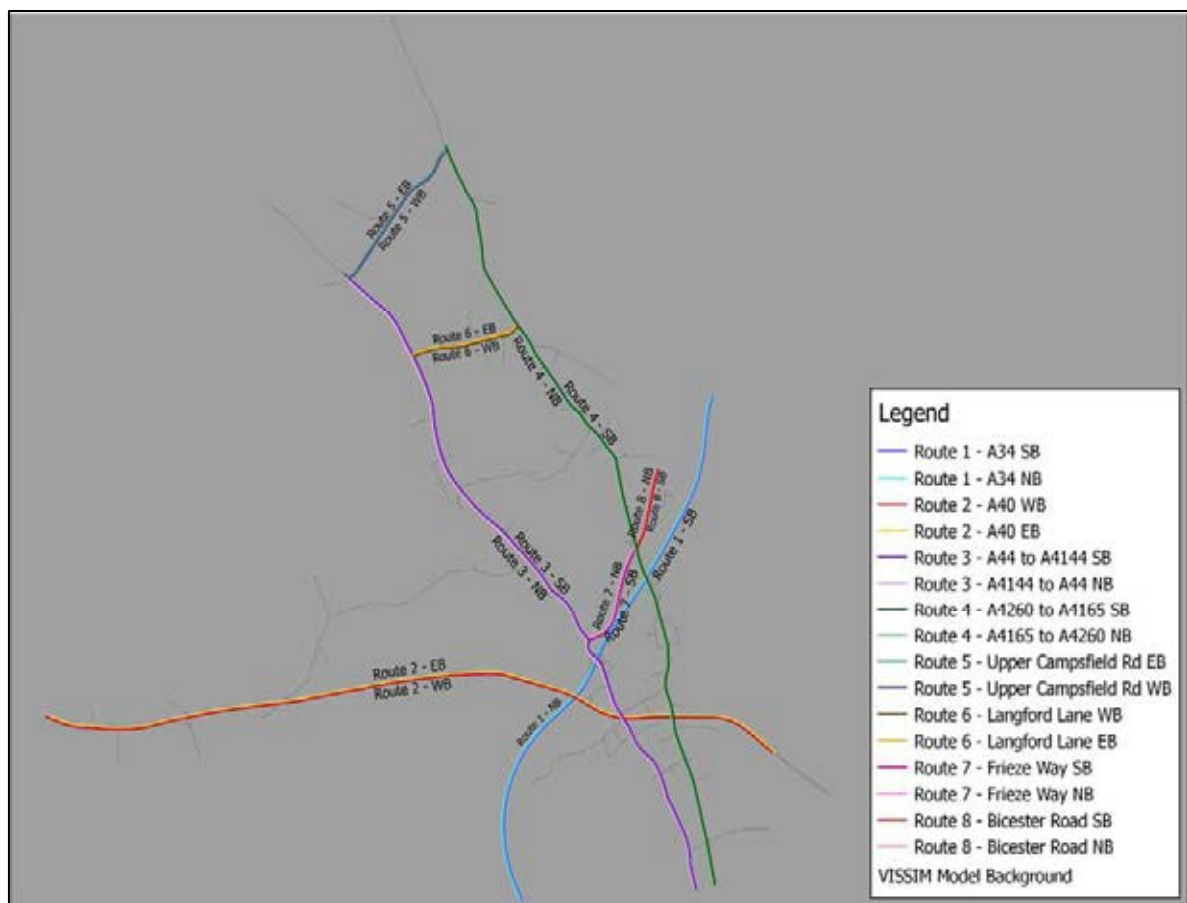 Route 5 - EB
Route 5 - WB
Route 6 - EB
Route 6 - WB
Route 4 - NB
Route 4 - SB
Route 8 - NB
Route 8 - SB
Route 1 - SB
Route 3 - SB
Route 3 - NB
Route 7 - NB
Route 7 - SB
Route 2 - EB
Route 2 - WB
Route 1 - NB
Legend
Route 1 - A34 SB
Route 1 - A34 NB
Route 2 - A40 WB
Route 2 - A40 EB
Route 3 - A44 to A4144 SB
Route 3 - A4144 to A44 NB
Route 4 - A4260 to A4165 SB
Route 4 - A4165 to A4260 NB
Route 5 - Upper Campsfield Rd EB
Route 5 - Upper Campsfield Rd WB
Route 6 - Langford Lane WB
Route 6 - Langford Lane EB
Route 7 - Frieze Way SB
Route 7 - Frieze Way NB
Route 8 - Bicester Road SB
Route 8 - Bicester Road NB
VISSIM Model Background